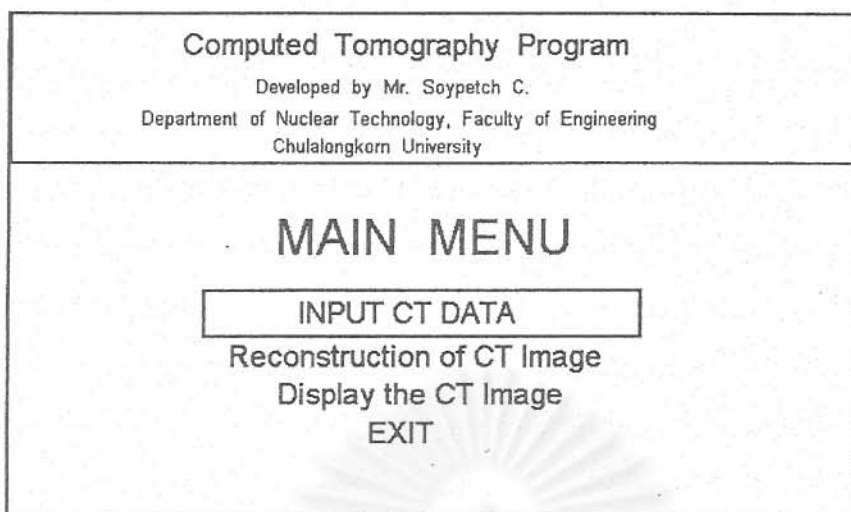 Computed Tomography Program
Developed by Mr. Soypetch C.
Department of Nuclear Technology, Faculty of Engineering
Chulalongkorn University
MAIN MENU
INPUT CT DATA
Reconstruction of CT Image
Display the CT Image
EXIT